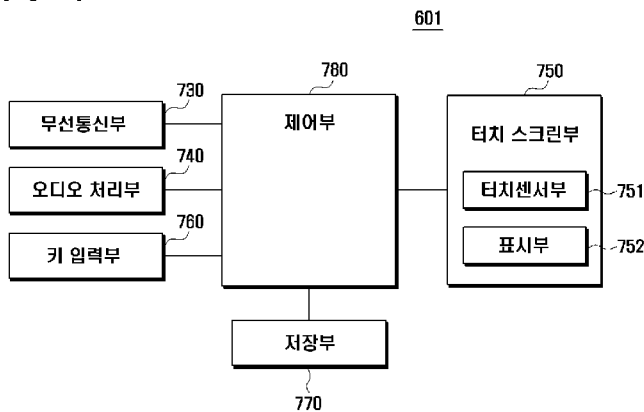 601
780
750
730
무선통신부
제어부
터치 스크린부
740
오디오 처리부
터치센서부
751
760
키 입력부
표시부
752
저장부
770